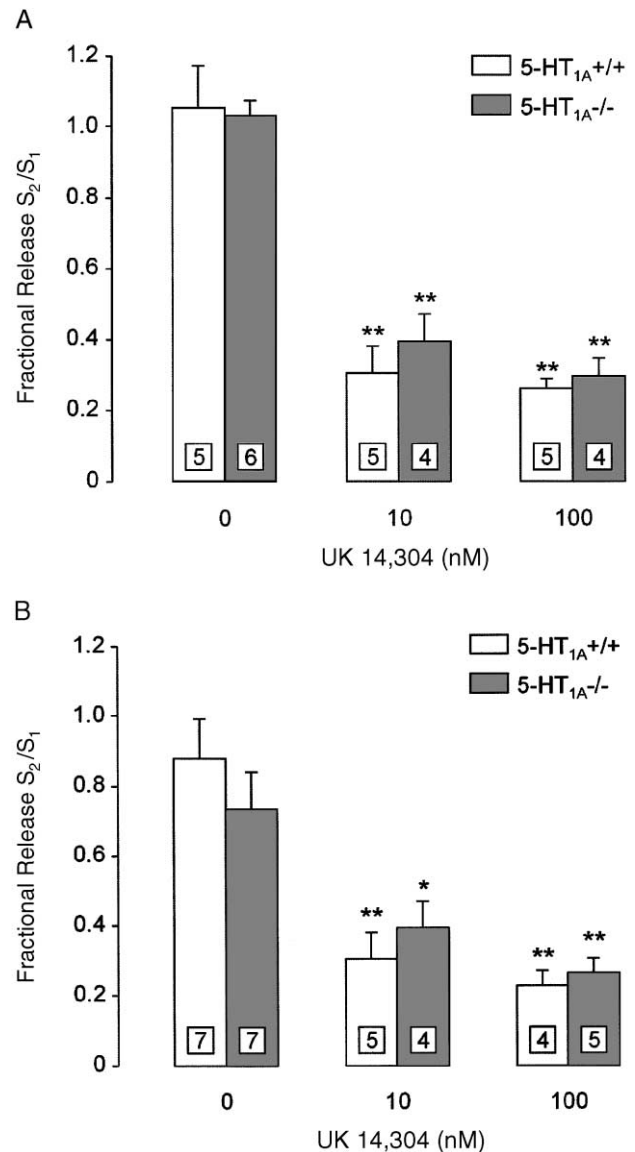 A
5-HT1A+/+
5-HT1A-/-
Fractional Release S2/S1
1.2
1.0
0.8
0.6
0.4
0.2
0
** ** ** **
5 6 5 4 5 4
0 10 100
UK 14,304 (nM)
B
5-HT1A+/+
5-HT1A-/-
Fractional Release S2/S1
1.2
1.0
0.8
0.6
0.4
0.2
0
** * ** **
7 7 5 4 4 5
0 10 100
UK 14,304 (nM)